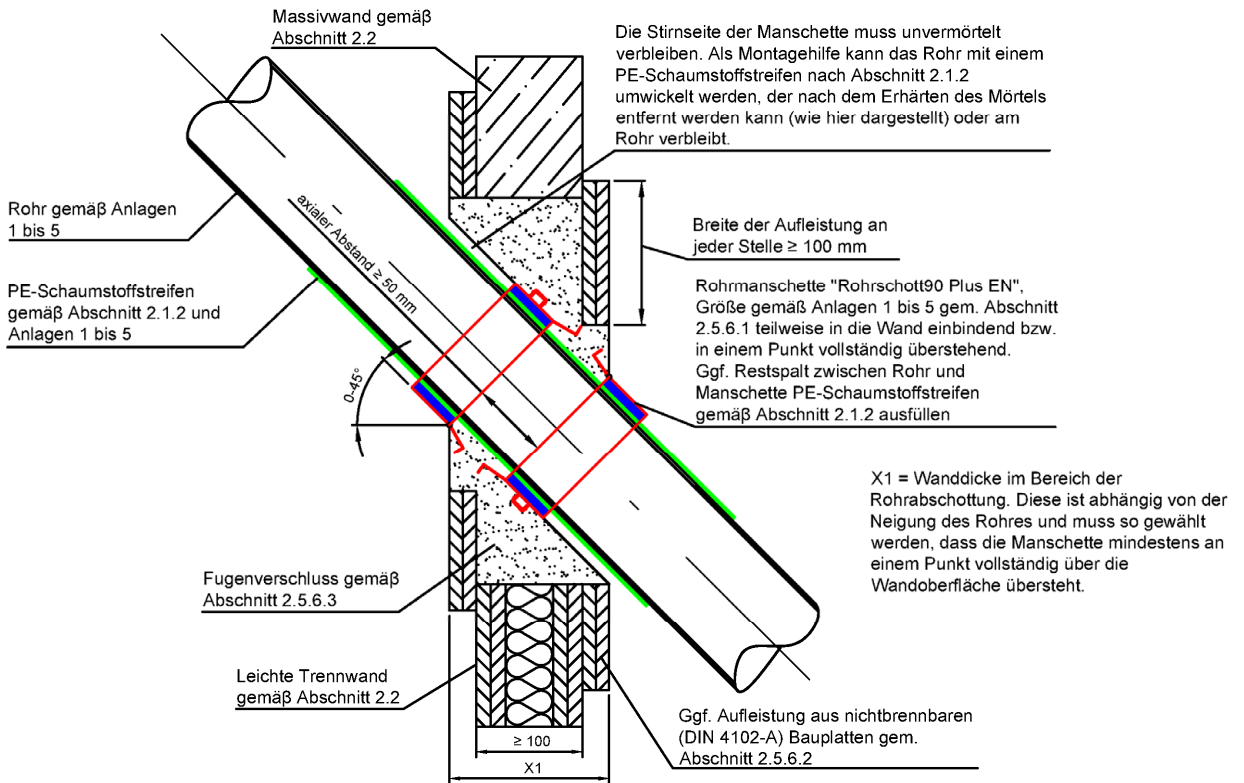 Massivwand gemäß
Abschnitt 2.2
Die Stirnseite der Manschette muss unvermörtelt
verbleiben. Als Montagehilfe kann das Rohr mit einem
PE-Schaumstoffstreifen nach Abschnitt 2.1.2
umwickelt werden, der nach dem Erhärten des Mörtels
entfernt werden kann (wie hier dargestellt) oder am
Rohr verbleibt.
Rohr gemäß Anlagen
1 bis 5
axialer Abstand ≥ 50 mm
Breite der Aufleistung an
jeder Stelle ≥ 100 mm
PE-Schaumstoffstreifen
gemäß Abschnitt 2.1.2 und
Anlagen 1 bis 5
Rohrmanschette "Rohrschott90 Plus EN",
Größe gemäß Anlagen 1 bis 5 gem. Abschnitt
2.5.6.1 teilweise in die Wand einbindend bzw.
in einem Punkt vollständig überstehend.
Ggf. Restspalt zwischen Rohr und
Manschette PE-Schaumstoffstreifen
gemäß Abschnitt 2.1.2 ausfüllen
0-45°
X1 = Wanddicke im Bereich der
Rohrabschottung. Diese ist abhängig von der
Neigung des Rohres und muss so gewählt
werden, dass die Manschette mindestens an
einem Punkt vollständig über die
Wandoberfläche übersteht.
Fugenverschluss gemäß
Abschnitt 2.5.6.3
Leichte Trennwand
gemäß Abschnitt 2.2
Ggf. Aufleistung aus nichtbrennbaren
(DIN 4102-A) Bauplatten gem.
Abschnitt 2.5.6.2
≥ 100
X1